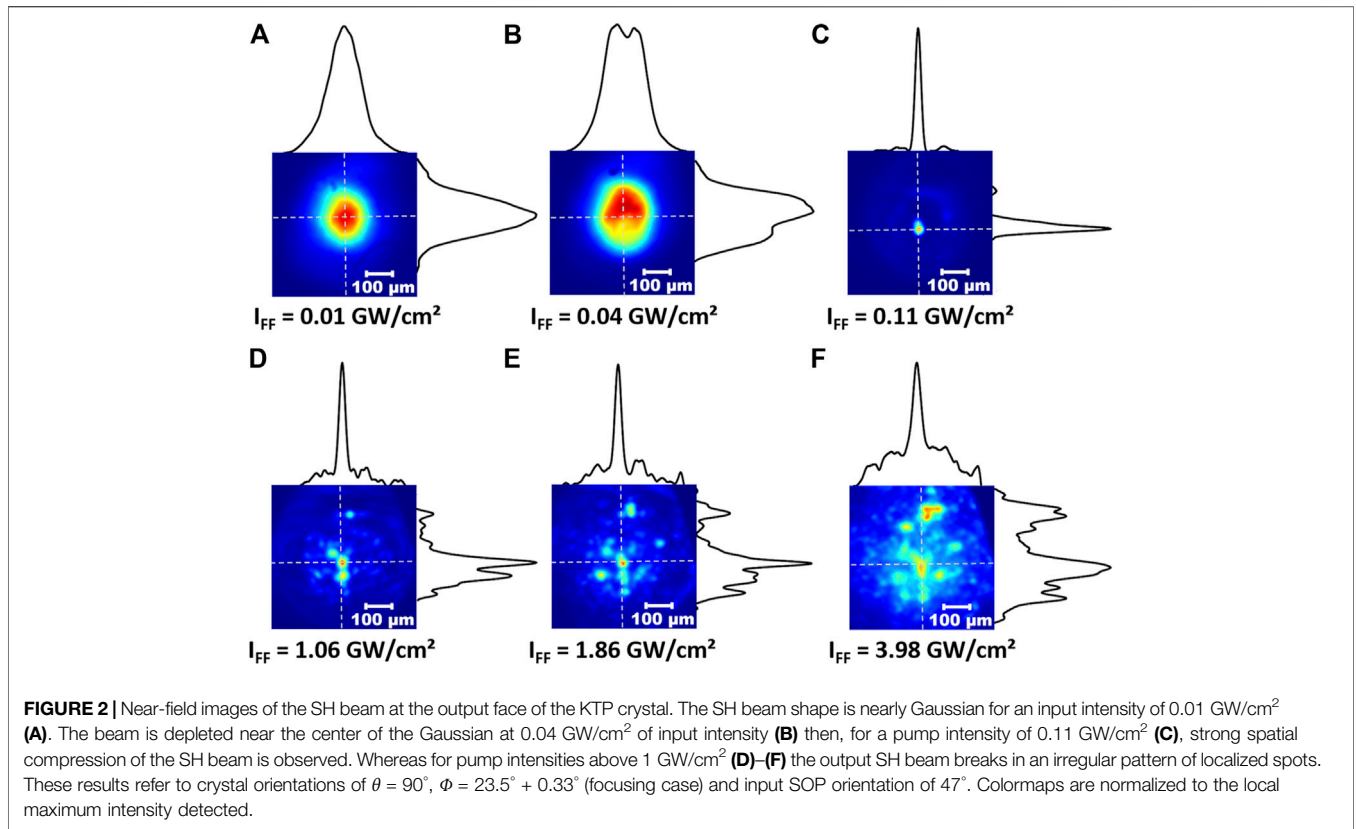 A B C
100 μm 100 μm 100 μm
I_FF = 0.01 GW/cm² I_FF = 0.04 GW/cm² I_FF = 0.11 GW/cm²
D E F
100 μm 100 μm 100 μm
I_FF = 1.06 GW/cm² I_FF = 1.86 GW/cm² I_FF = 3.98 GW/cm²
FIGURE 2 | Near-field images of the SH beam at the output face of the KTP crystal. The SH beam shape is nearly Gaussian for an input intensity of 0.01 GW/cm²
(A). The beam is depleted near the center of the Gaussian at 0.04 GW/cm² of input intensity (B) then, for a pump intensity of 0.11 GW/cm² (C), strong spatial
compression of the SH beam is observed. Whereas for pump intensities above 1 GW/cm² (D)–(F) the output SH beam breaks in an irregular pattern of localized spots.
These results refer to crystal orientations of θ = 90°, Φ = 23.5° + 0.33° (focusing case) and input SOP orientation of 47°. Colormaps are normalized to the local
maximum intensity detected.